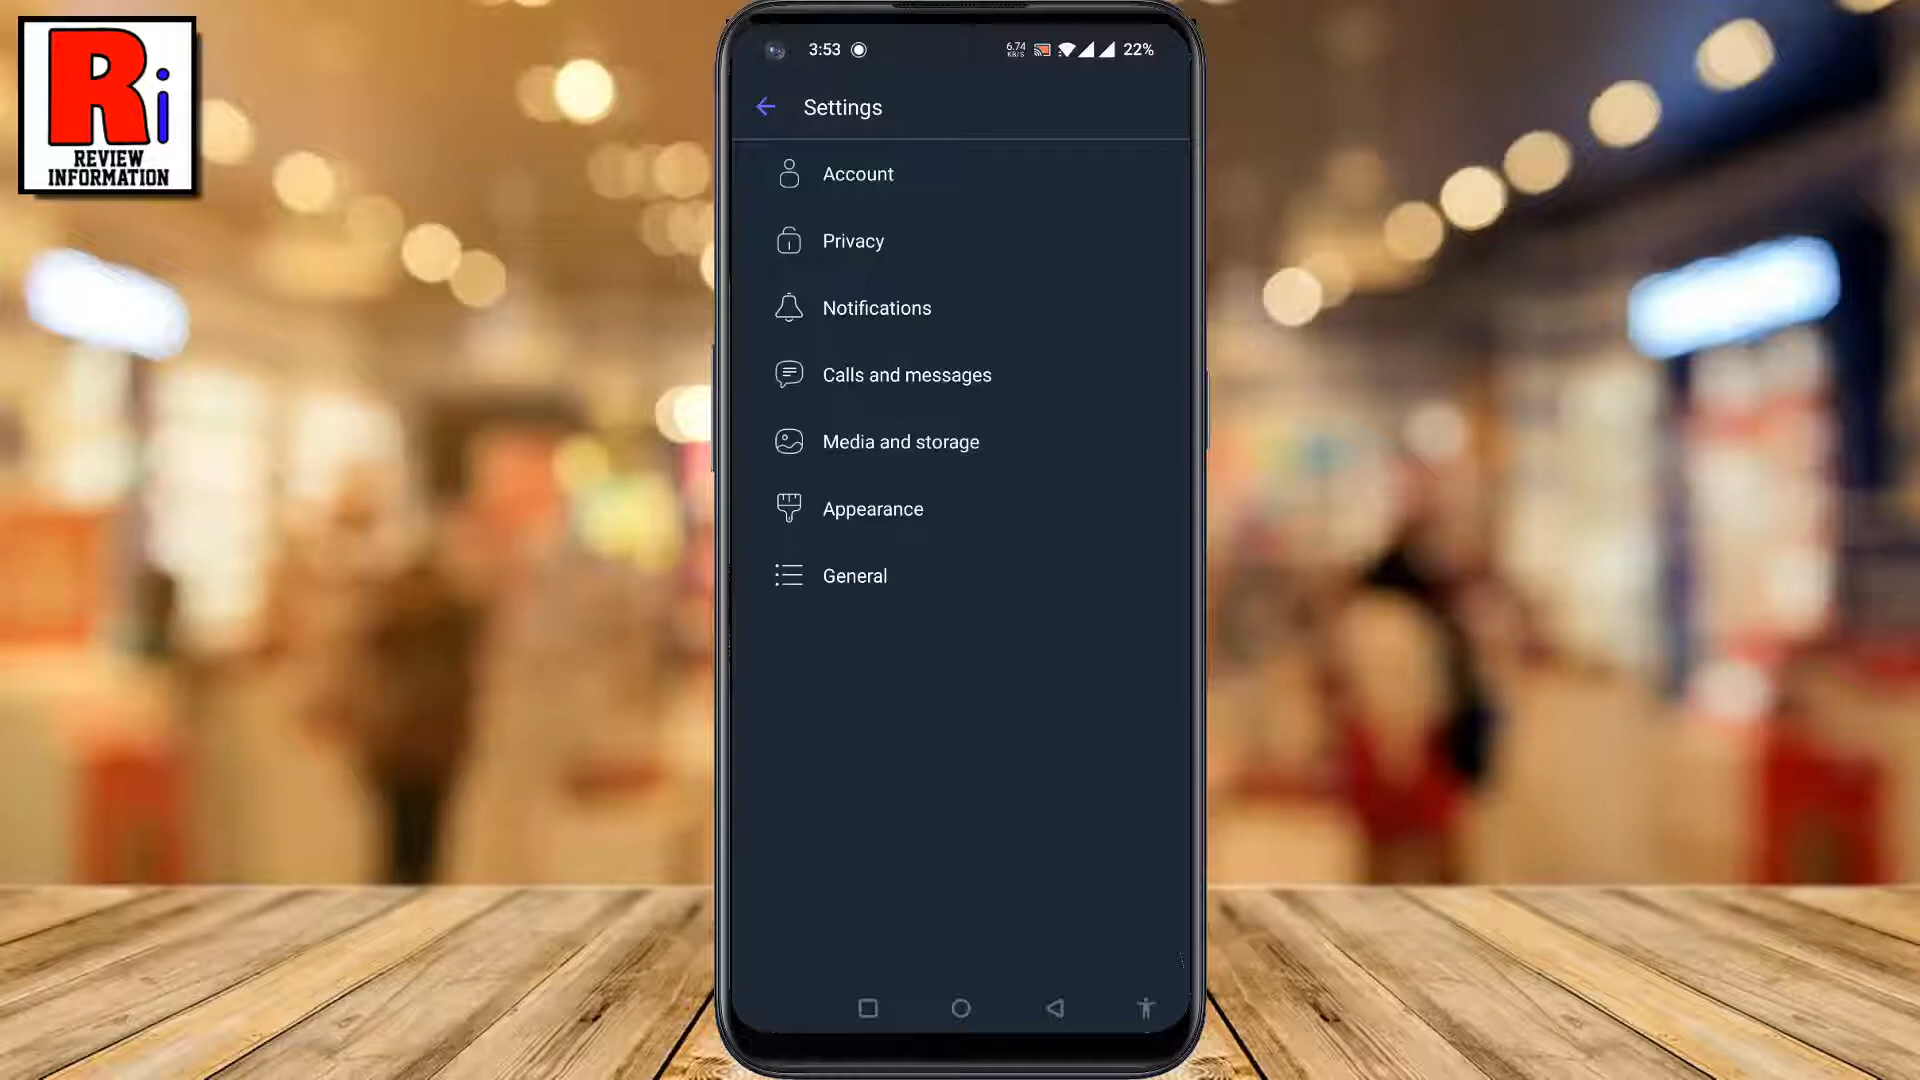 Ri
REVIEW
INFORMATION
3:53
6.74
KB/S
22%
Settings
Account
Privacy
Notifications
Calls and messages
Media and storage
Appearance
General